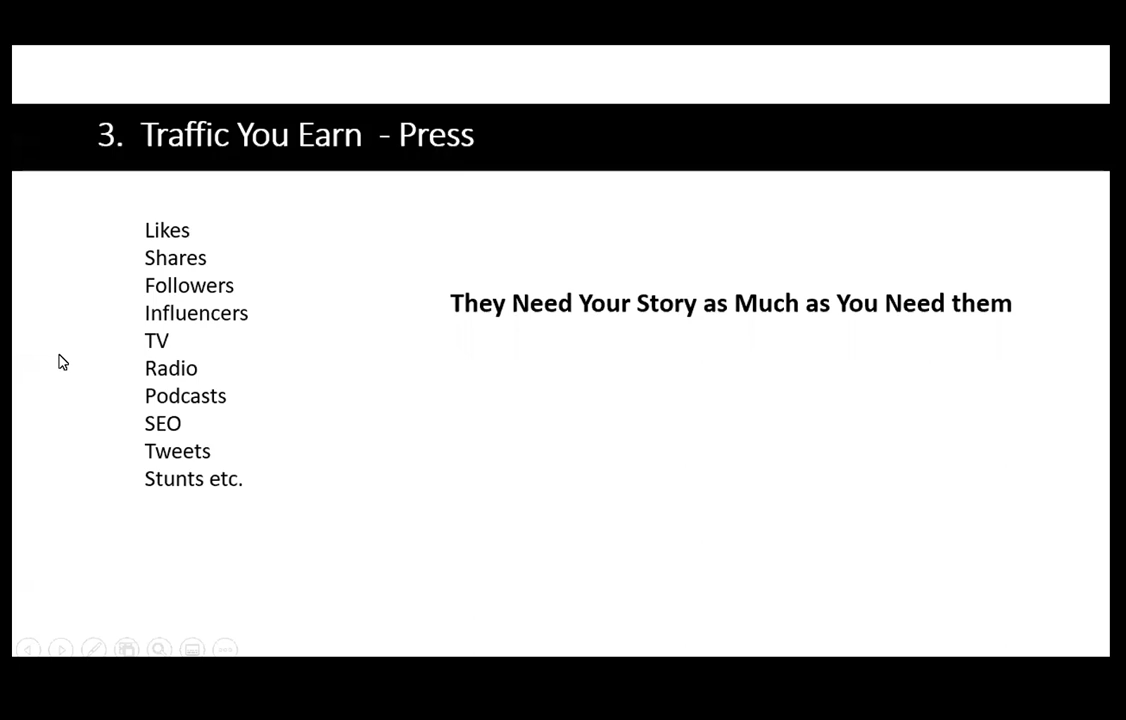 3. Traffic You Earn - Press
Likes
Shares
Followers
Influencers
TV
Radio
Podcasts
SEO
Tweets
Stunts etc.
They Need Your Story as Much as You Need them